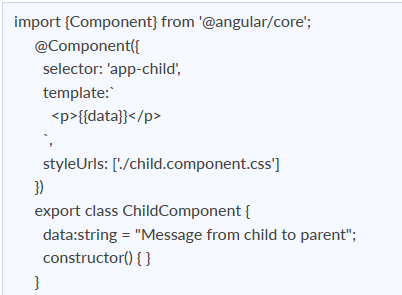 import {Component} from '@angular/core';
@Component({
selector: 'app-child',
template:`
<p>{{data}}</p>
`,
styleUrls: ['./child.component.css']
})
export class ChildComponent {
data:string = "Message from child to parent";
constructor() { }
}